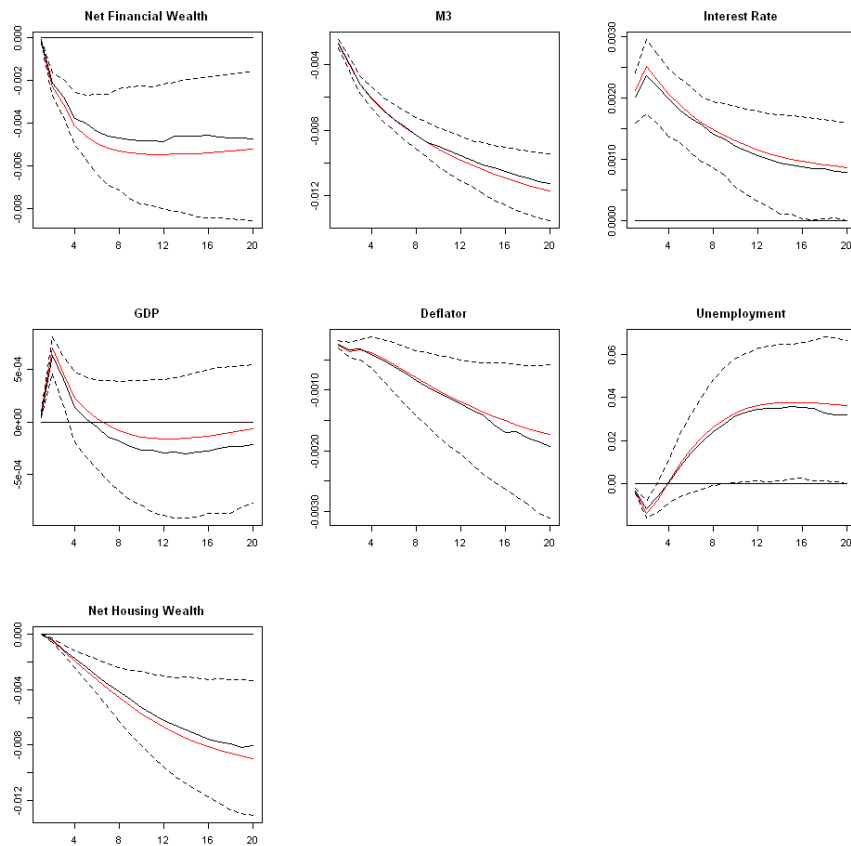 Net Financial Wealth
0.000
-0.002
-0.004
-0.006
-0.008
4 8 12 16 20
M3
-0.004
-0.008
-0.012
4 8 12 16 20
Interest Rate
0.0030
0.0020
0.0010
0.0000
4 8 12 16 20
GDP
5e-04
0e+00
-5e-04
4 8 12 16 20
Deflator
-0.0010
-0.0020
-0.0030
4 8 12 16 20
Unemployment
0.06
0.04
0.02
0.00
4 8 12 16 20
Net Housing Wealth
0.000
-0.004
-0.008
-0.012
4 8 12 16 20